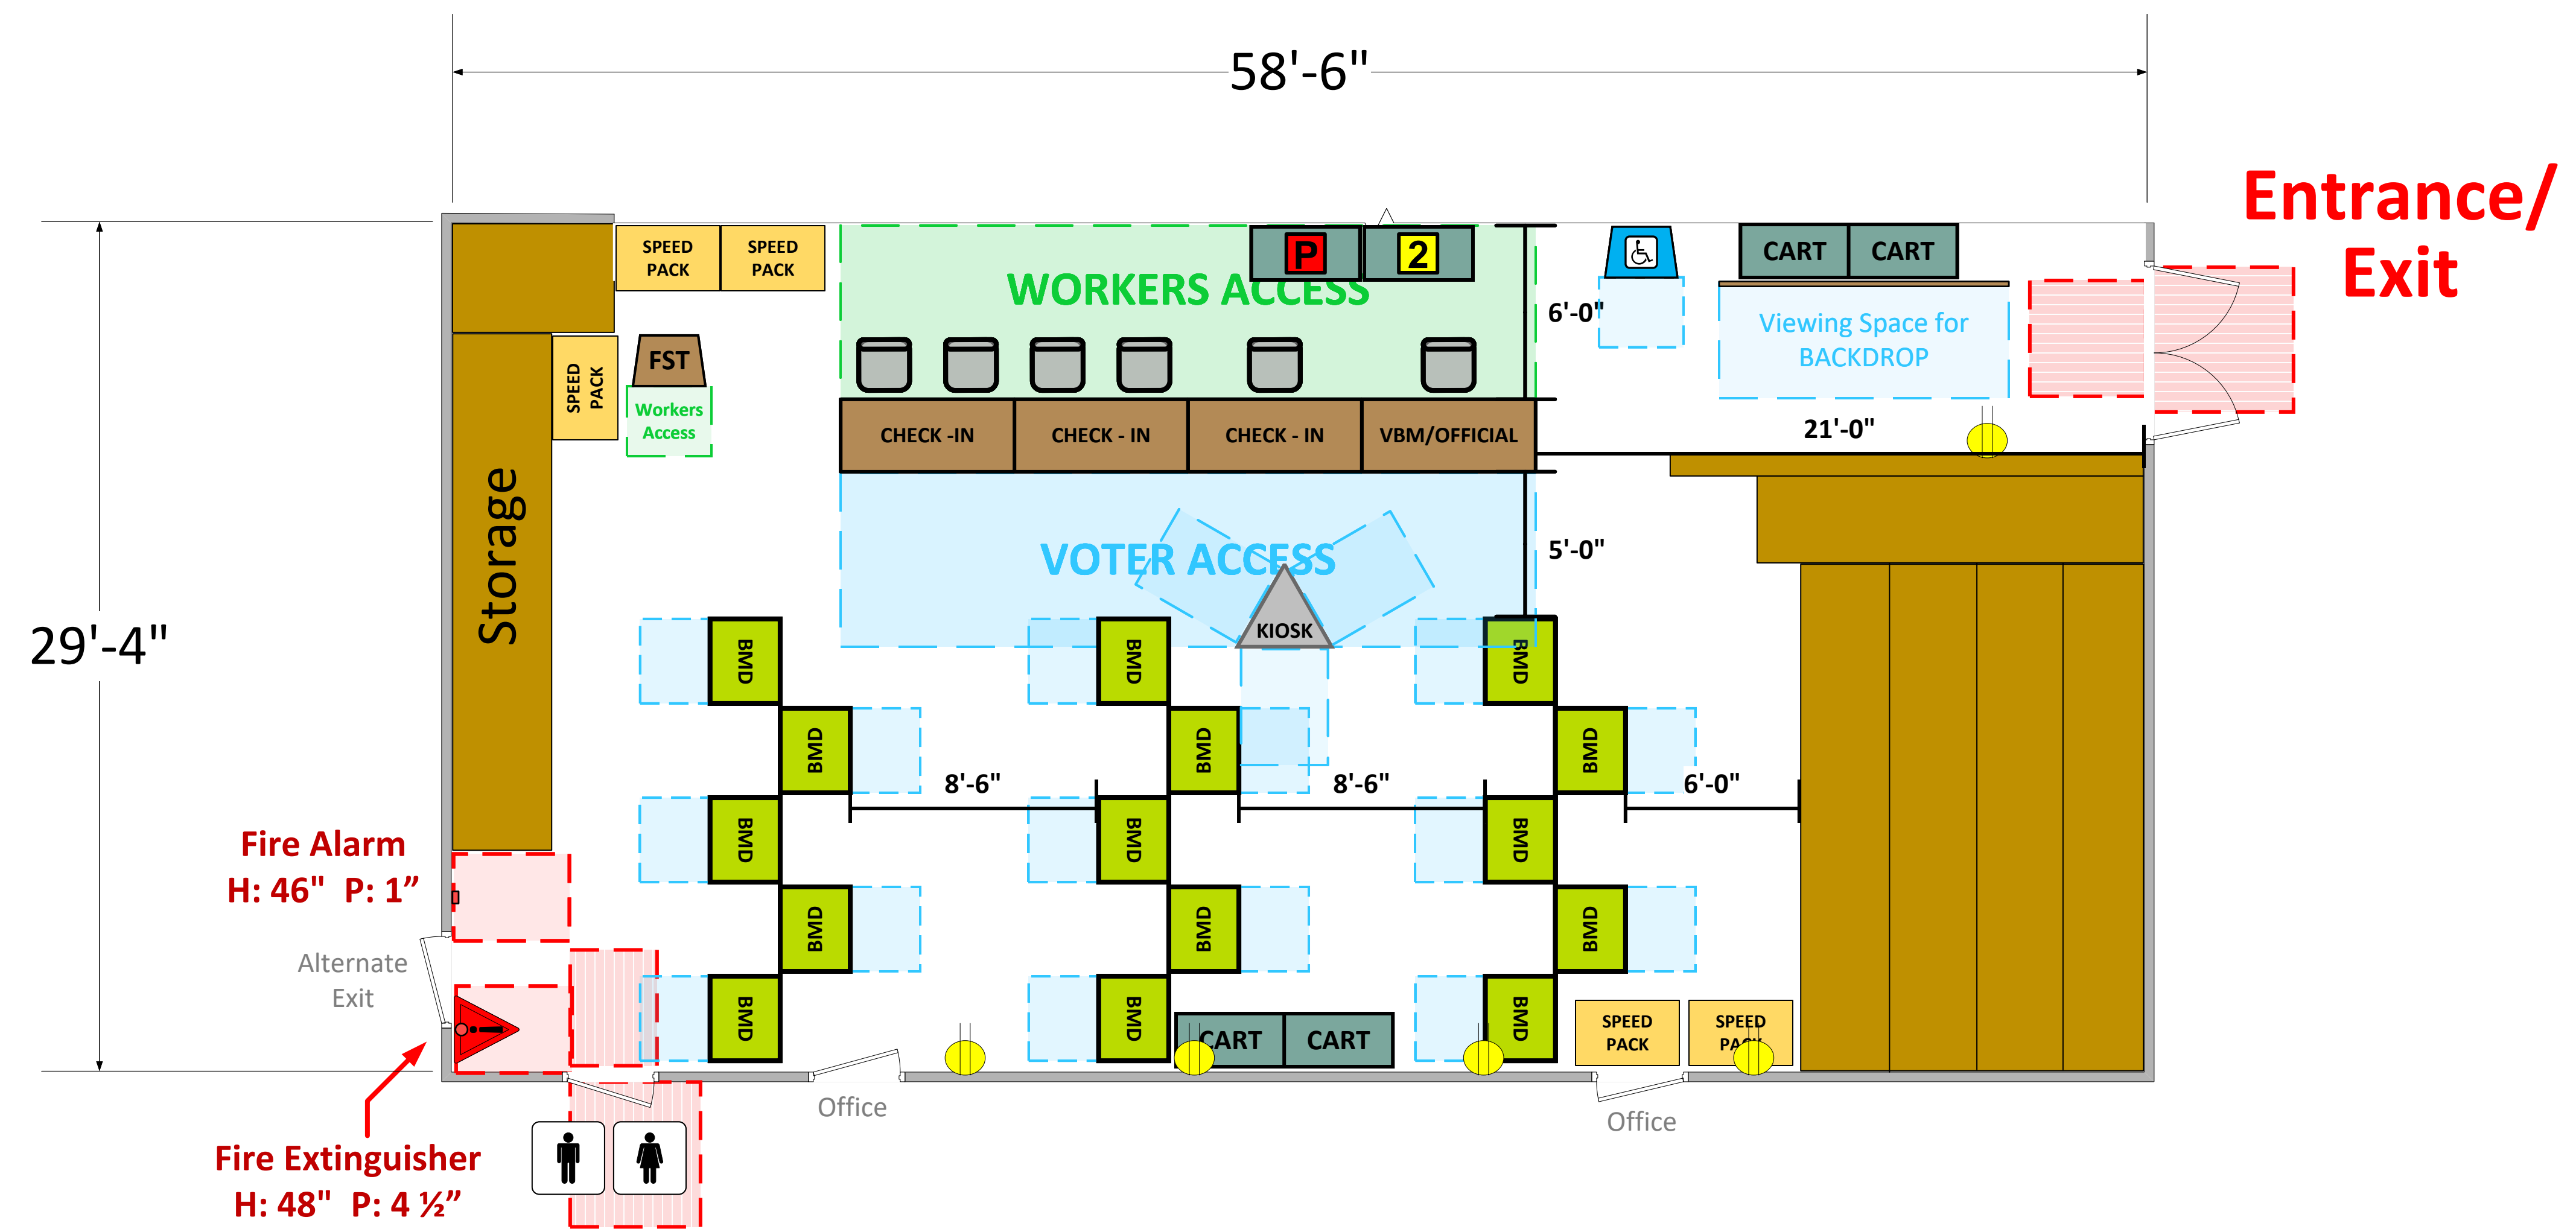 58'-6"
Entrance/
Exit
SPEED
PACK
SPEED
PACK
P
2
WORKERS ACCESS
CART
CART
6'-0"
Viewing Space for
BACKDROP
FST
SPEED
PACK
Workers
Access
CHECK -IN
CHECK - IN
CHECK - IN
VBM/OFFICIAL
21'-0"
Storage
VOTER ACCESS
5'-0"
KIOSK
29'-4"
BMD
BMD
BMD
BMD
BMD
BMD
8'-6"
8'-6"
6'-0"
BMD
BMD
BMD
Fire Alarm
H: 46"  P: 1”
BMD
BMD
BMD
Alternate
Exit
BMD
BMD
BMD
CART
CART
SPEED
PACK
SPEED
PACK
Office
Office
Fire Extinguisher
H: 48"  P: 4 ½”